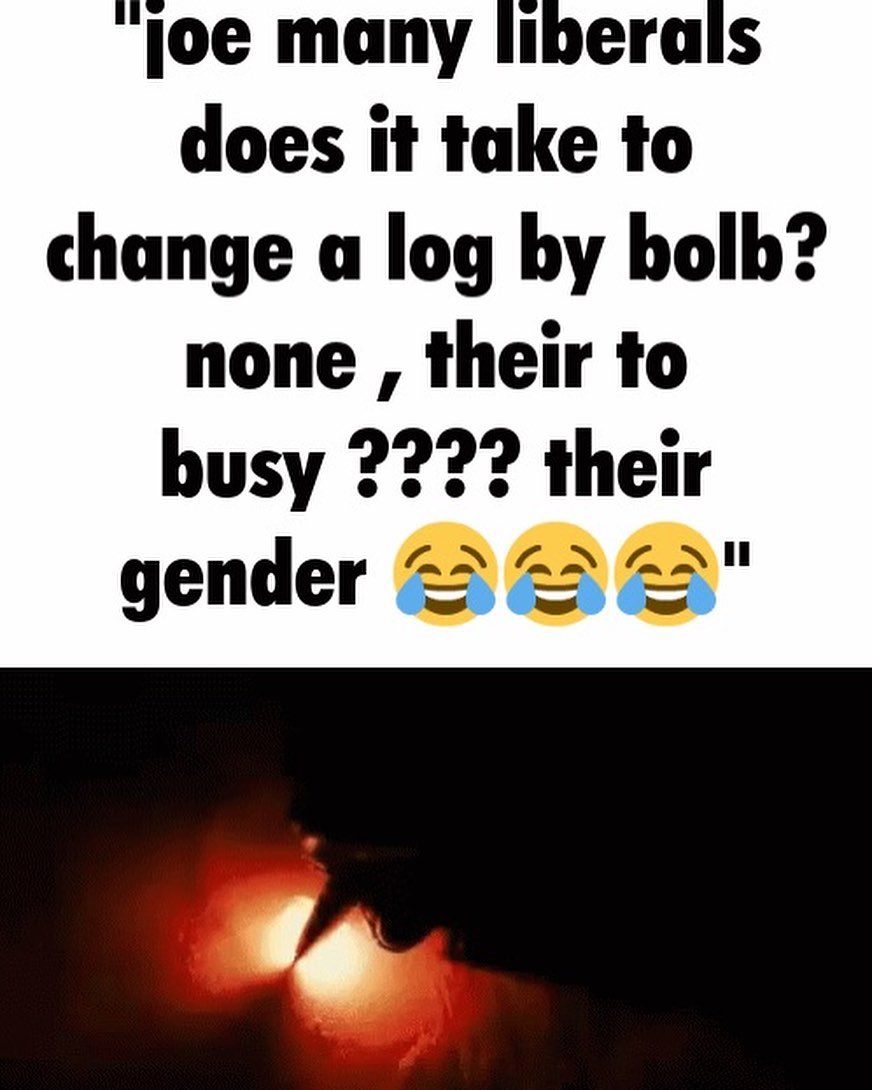 "joe many liberals
does it take to
change a log by bolb?
none , their to
busy ???? their
gender 😂😂😂"